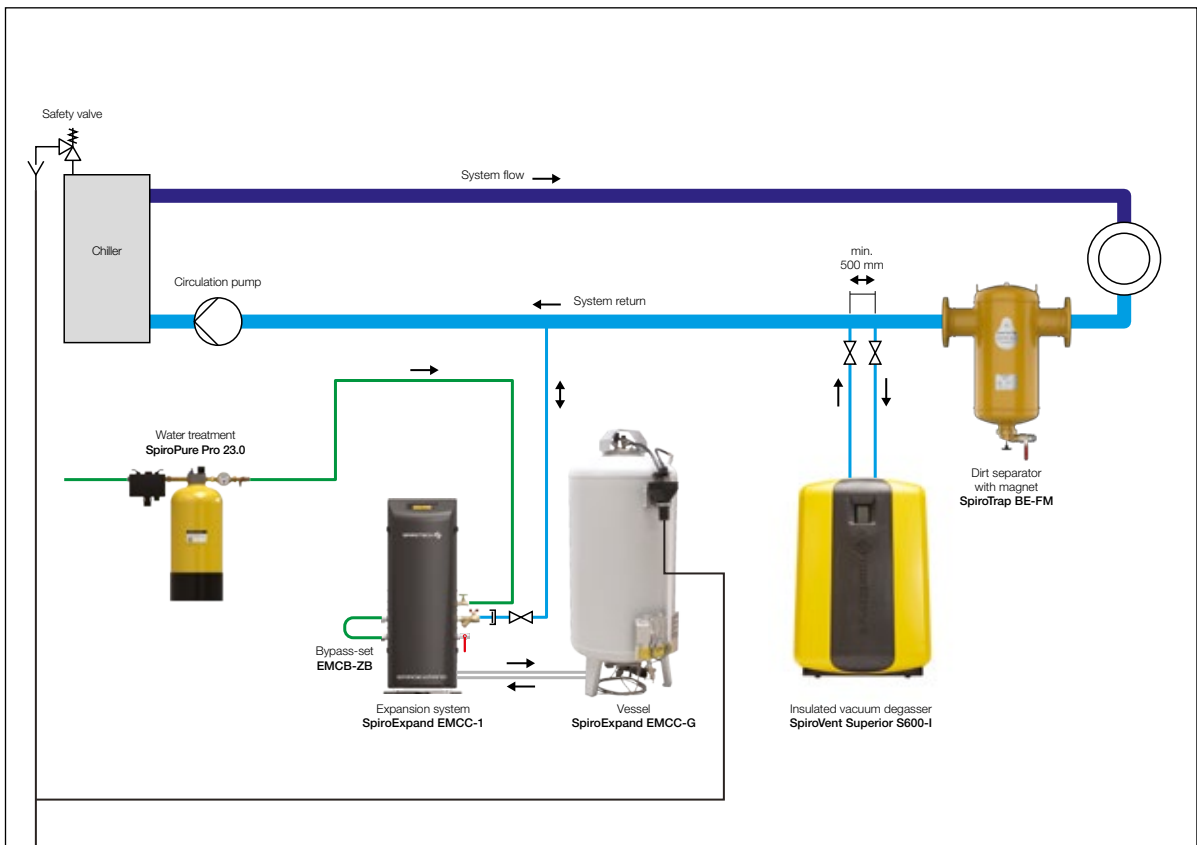 Safety valve
System flow
min.
500 mm
Chiller
Circulation pump
System return
Water treatment
SpiroPure Pro 23.0
Dirt separator
with magnet
SpiroTrap BE-FM
Bypass-set
EMCB-ZB
Expansion system
SpiroExpand EMCC-1
Vessel
SpiroExpand EMCC-G
Insulated vacuum degasser
SpiroVent Superior S600-I